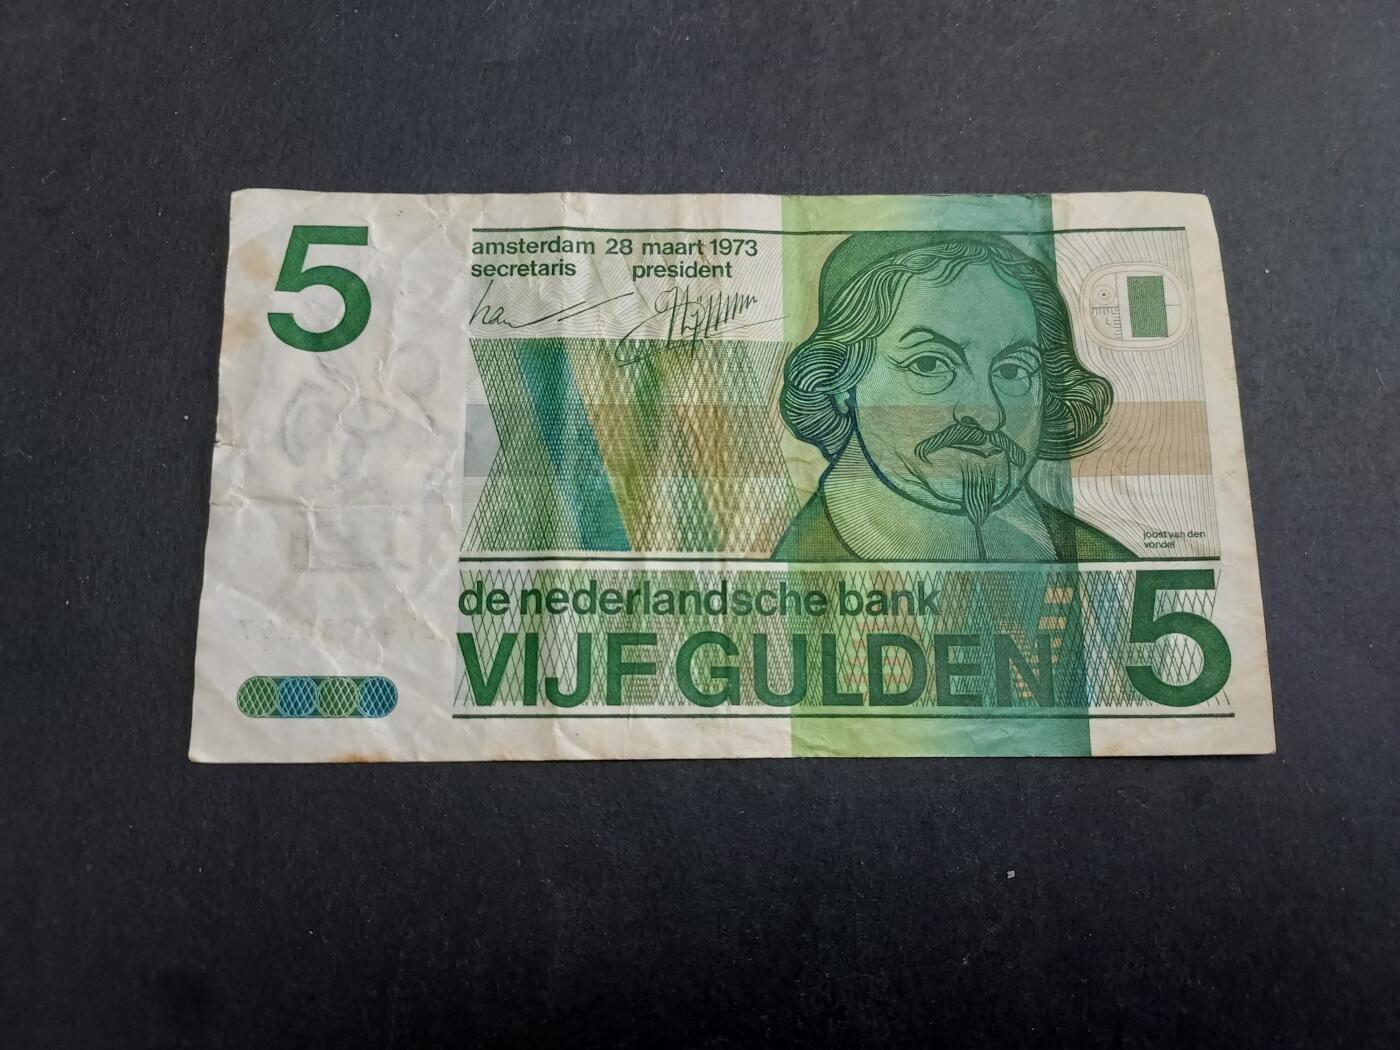 5
amsterdam 28 maart 1973
secretaris president
joost van den
vondel
de nederlandsche bank
VIJF GULDEN
5